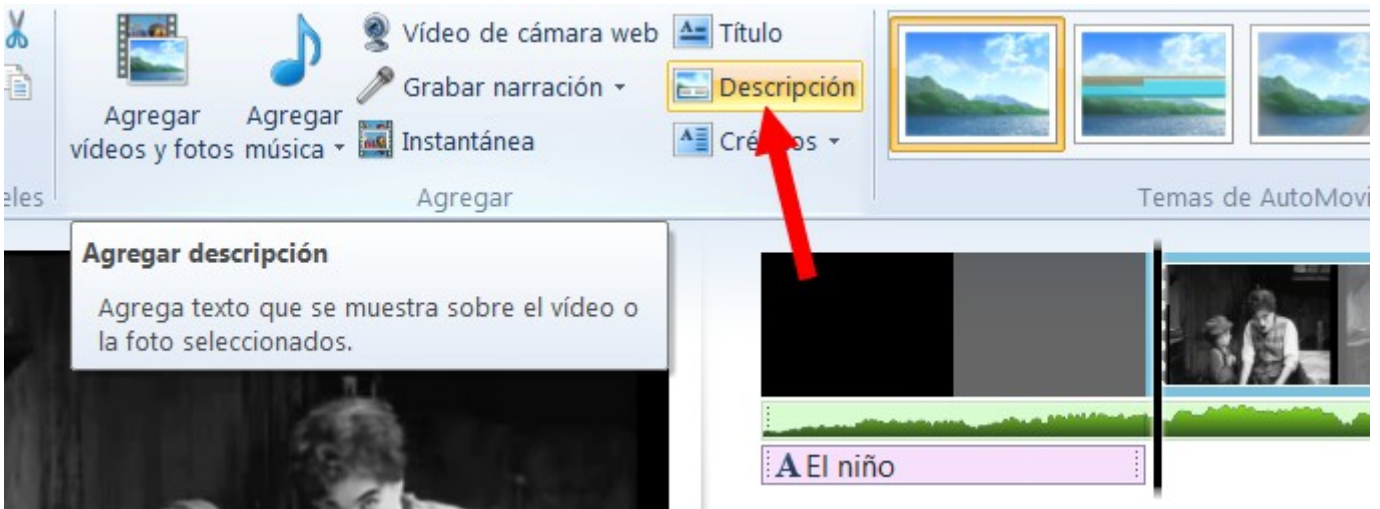 Vídeo de cámara web
Título
Grabar narración
Descripción
Agregar
vídeos y fotos
Agregar
música
Instantánea
eles
Agregar
Temas de AutoMovi
Agregar descripción
Agrega texto que se muestra sobre el vídeo o
la foto seleccionados.
A El niño